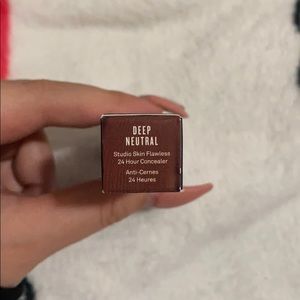 DEEP
NEUTRAL
Studio Skin Flawless
24 Hour Concealer
Anti-Cernes
24 Heures